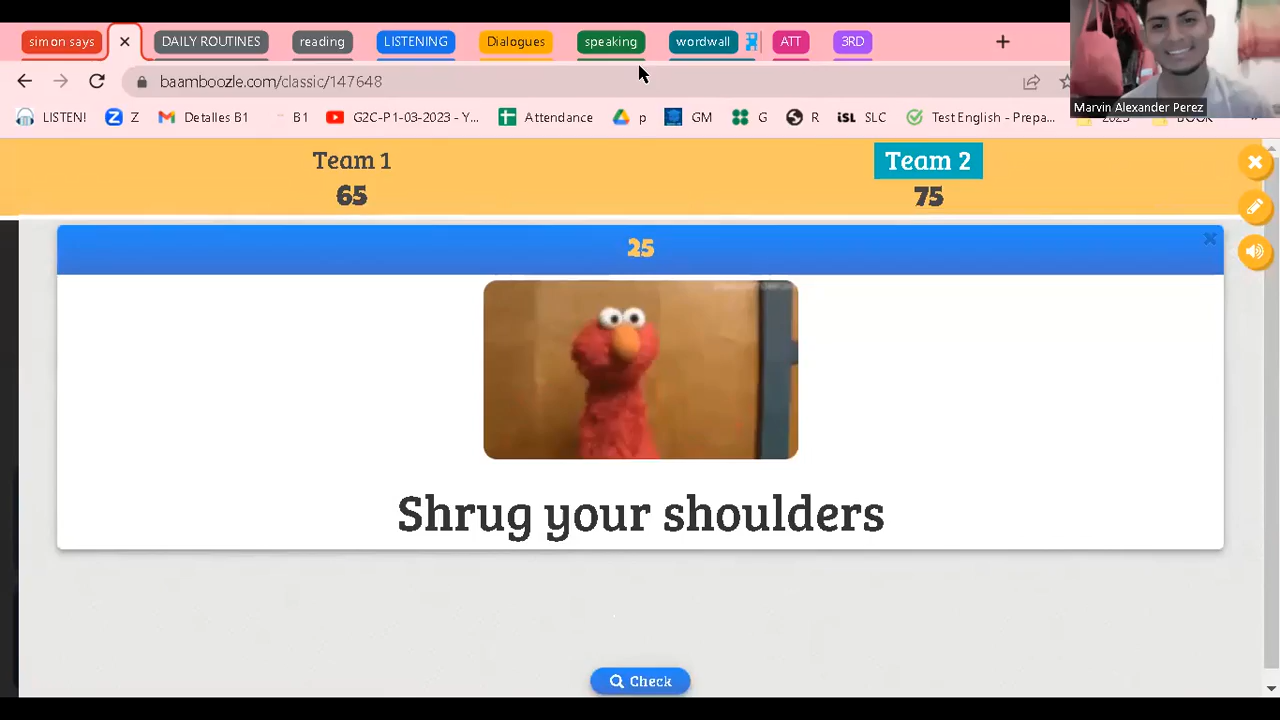 simon says DAILY ROUTINES reading LISTENING Dialogues speaking wordwall ATT 3RD
baamboozle.com/classic/147648
Marvin Alexander Perez
LISTEN! Z Detalles B1 B1 G2C-P1-03-2023 - Y... Attendance p GM G R SLC Test English - Prepa... 2023 BOOK
Team 1 Team 2
65 75
25
Shrug your shoulders
Check